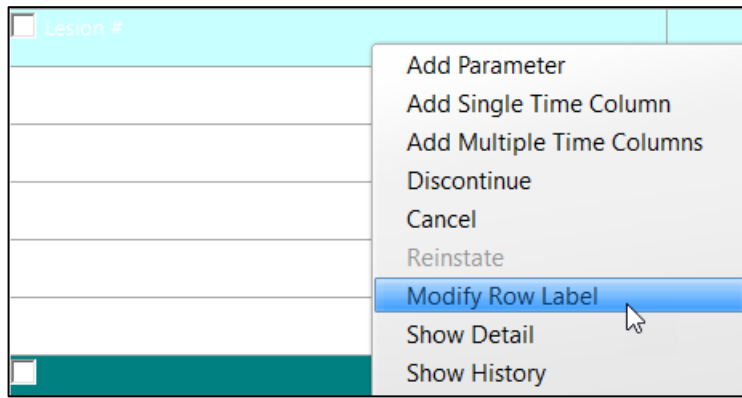 Lesion #
Add Parameter
Add Single Time Column
Add Multiple Time Columns
Discontinue
Cancel
Reinstate
Modify Row Label
Show Detail
Show History